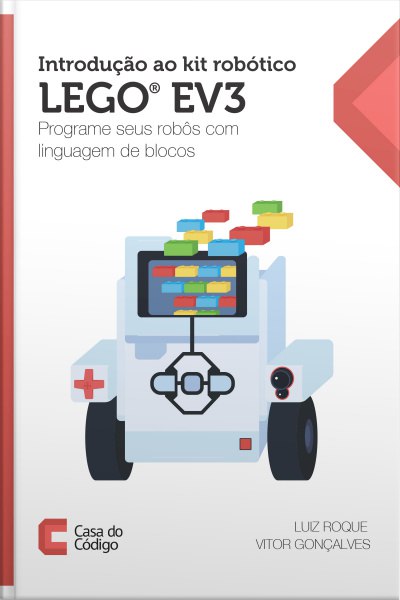 Introdução ao kit robótico
LEGO® EV3
Programe seus robôs com
linguagem de blocos
Casa do
Código
LUIZ ROQUE
VITOR GONÇALVES